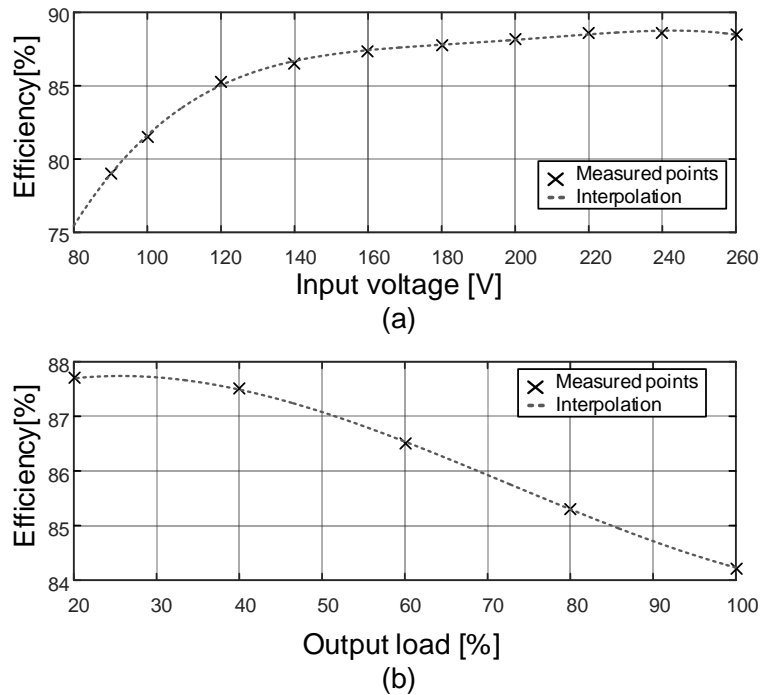 90
85
80
75
Efficiency[%]
Measured points
Interpolation
80 100 120 140 160 180 200 220 240 260
Input voltage [V]
(a)
88
87
86
85
84
Efficiency[%]
Measured points
Interpolation
20 30 40 50 60 70 80 90 100
Output load [%]
(b)